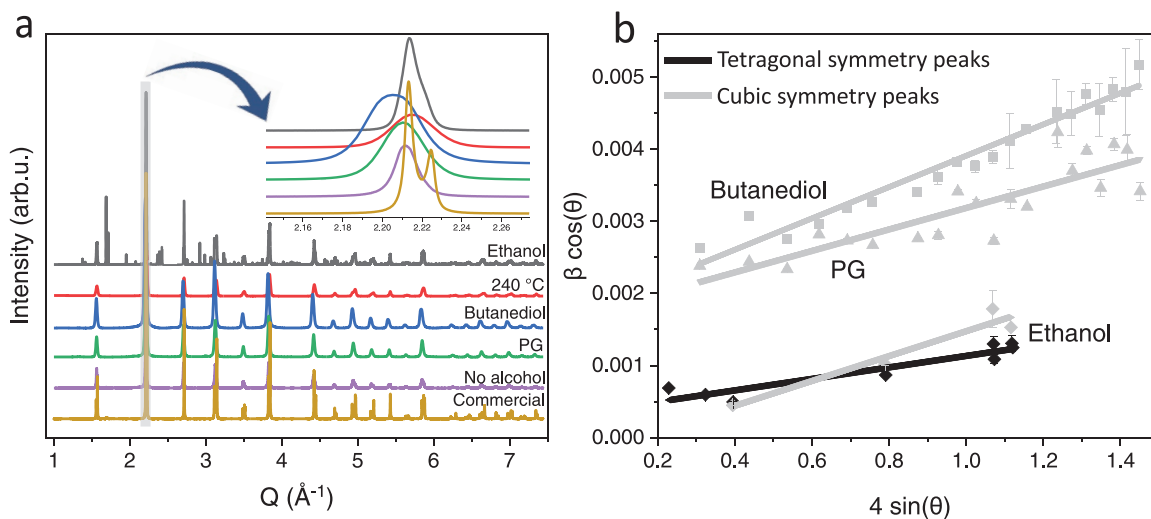 a
Intensity (arb.u.)
2,14 2,16 2,18 2,20 2,22 2,24 2,26
Ethanol
240 °C
Butanediol
PG
No alcohol
Commercial
1 2 3 4 5 6 7
Q (Å⁻¹)
b
Tetragonal symmetry peaks
Cubic symmetry peaks
β cos(θ)
0.005
0.004
0.003
0.002
0.001
0.000
Butanediol
PG
Ethanol
0.2 0.4 0.6 0.8 1.0 1.2 1.4
4 sin(θ)